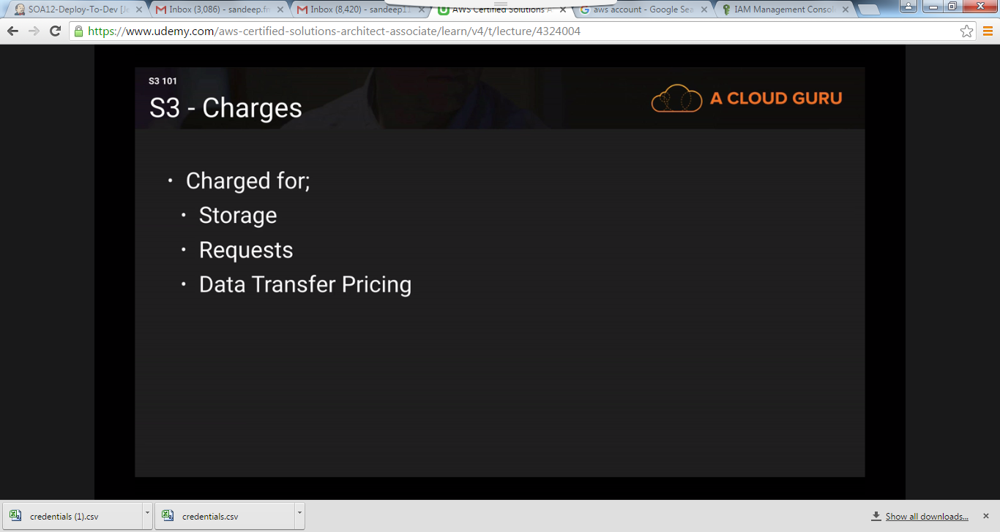 SOA12-Deploy-To-Dev [Je
Inbox (3,086) - sandeep.fr
Inbox (8,420) - sandeep11
AWS Certified Solutions A
aws account - Google Sea
IAM Management Consol
https://www.udemy.com/aws-certified-solutions-architect-associate/learn/v4/t/lecture/4324004
S3 101
S3 - Charges
A CLOUD GURU
• Charged for;
• Storage
• Requests
• Data Transfer Pricing
credentials (1).csv
credentials.csv
Show all downloads...